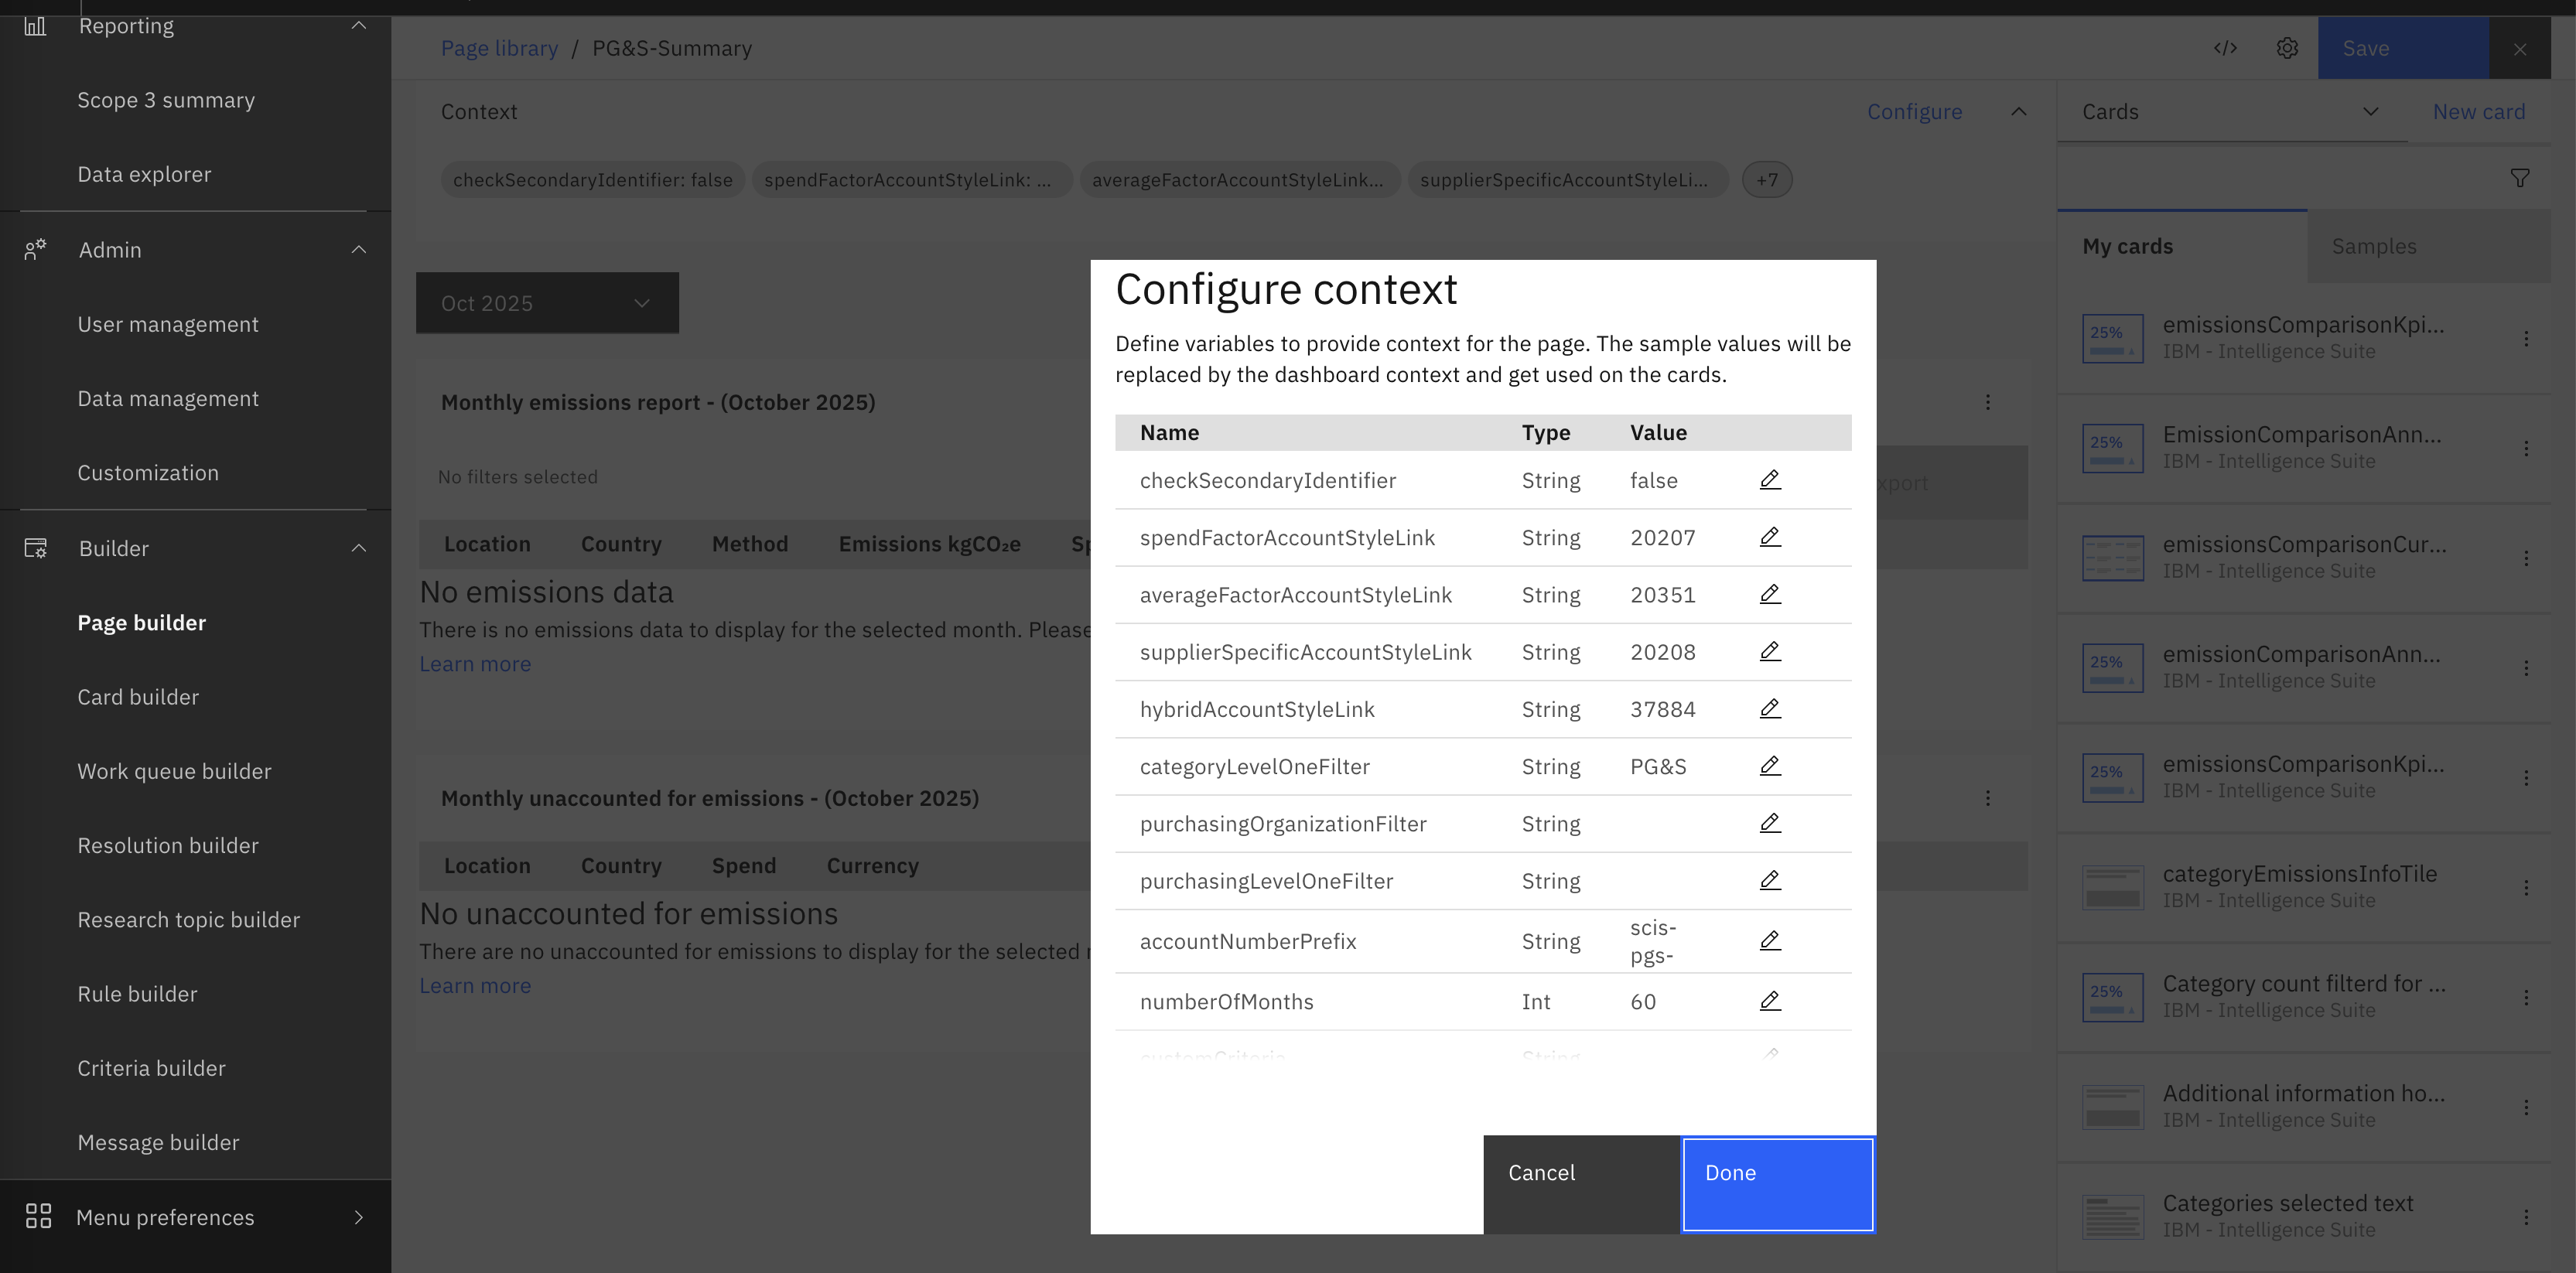 Reporting
Scope 3 summary
Data explorer
Admin
User management
Data management
Customization
Builder
Page builder
Card builder
Work queue builder
Resolution builder
Research topic builder
Rule builder
Criteria builder
Message builder
Menu preferences
Page library / PG&S-Summary
</>
Save
Context
Configure
checkSecondaryIdentifier: false
spendFactorAccountStyleLink: ...
averageFactorAccountStyleLink...
supplierSpecificAccountStyleLi...
+7
Oct 2025
Monthly emissions report - (October 2025)
No filters selected
xport
Location Country Method Emissions kgCO₂e Sp
No emissions data
There is no emissions data to display for the selected month. Please
Learn more
Monthly unaccounted for emissions - (October 2025)
Location Country Spend Currency
No unaccounted for emissions
There are no unaccounted for emissions to display for the selected
Learn more
Configure context
Define variables to provide context for the page. The sample values will be
replaced by the dashboard context and get used on the cards.
Name Type Value
checkSecondaryIdentifier String false
spendFactorAccountStyleLink String 20207
averageFactorAccountStyleLink String 20351
supplierSpecificAccountStyleLink String 20208
hybridAccountStyleLink String 37884
categoryLevelOneFilter String PG&S
purchasingOrganizationFilter String
purchasingLevelOneFilter String
accountNumberPrefix String scis-
pgs-
numberOfMonths Int 60
customCriteria String
Cancel
Done
Cards
New card
My cards
Samples
25%
emissionsComparisonKpi...
IBM - Intelligence Suite
25%
EmissionComparisonAnn...
IBM - Intelligence Suite
emissionsComparisonCur...
IBM - Intelligence Suite
25%
emissionComparisonAnn...
IBM - Intelligence Suite
25%
emissionsComparisonKpi...
IBM - Intelligence Suite
categoryEmissionsInfoTile
IBM - Intelligence Suite
25%
Category count filterd for ...
IBM - Intelligence Suite
Additional information ho...
IBM - Intelligence Suite
Categories selected text
IBM - Intelligence Suite